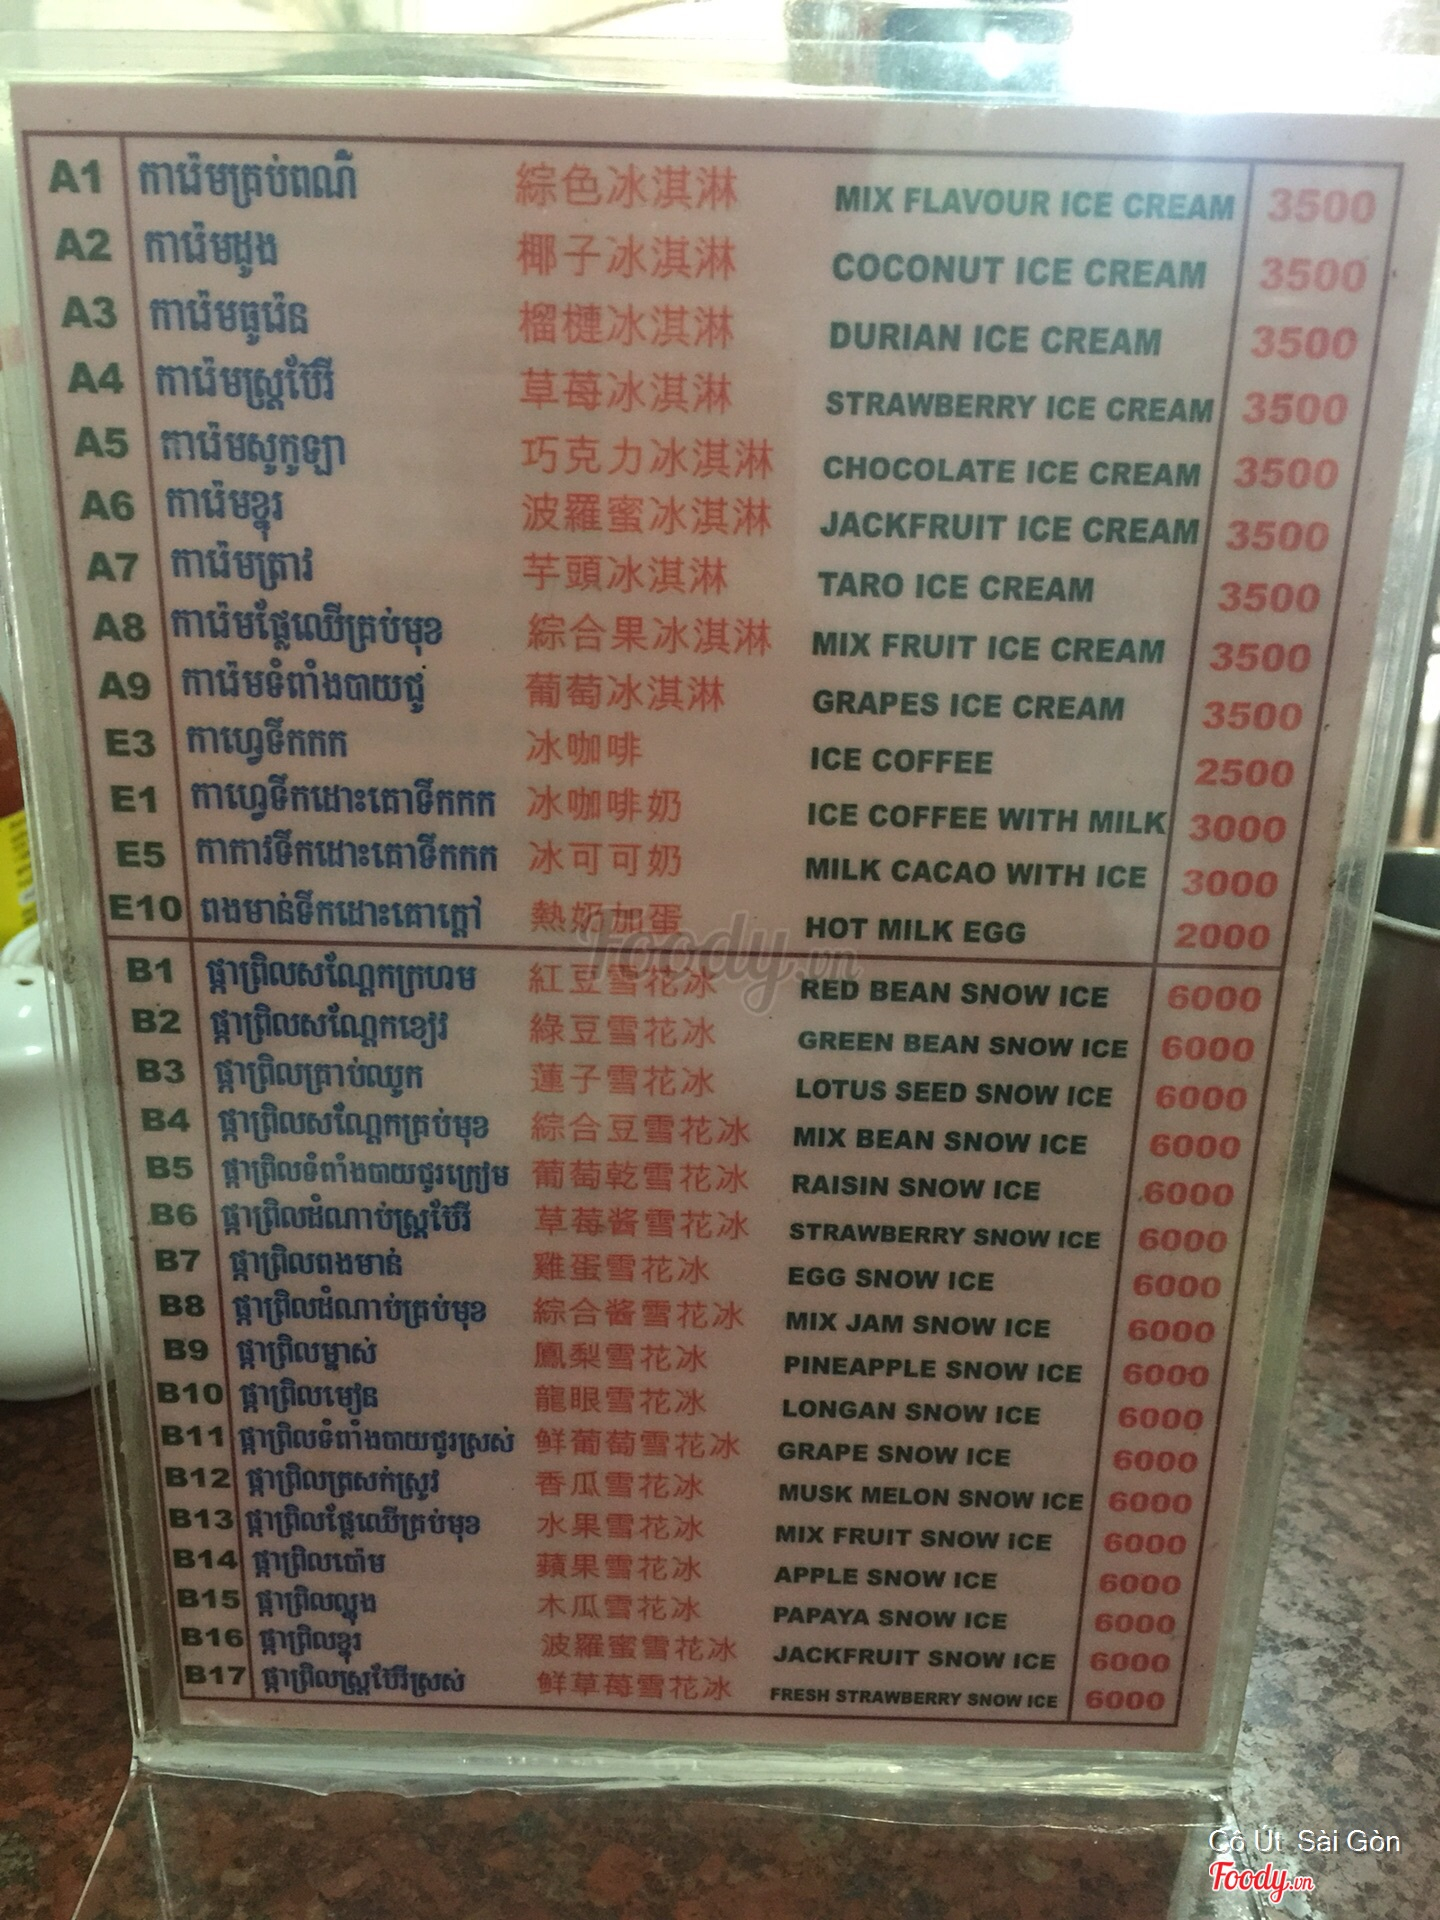 A1 ការ៉េមគ្រប់ពណ៌ 綜色冰淇淋 MIX FLAVOUR ICE CREAM 3500
A2 ការ៉េមដូង 椰子冰淇淋 COCONUT ICE CREAM 3500
A3 ការ៉េមធូរ៉េន 榴槤冰淇淋 DURIAN ICE CREAM 3500
A4 ការ៉េមស្ត្រប៊ែរី 草莓冰淇淋 STRAWBERRY ICE CREAM 3500
A5 ការ៉េមសូកូឡា 巧克力冰淇淋 CHOCOLATE ICE CREAM 3500
A6 ការ៉េមខ្នុរ 波羅蜜冰淇淋 JACKFRUIT ICE CREAM 3500
A7 ការ៉េមត្រាវ 芋頭冰淇淋 TARO ICE CREAM 3500
A8 ការ៉េមផ្លែឈើគ្រប់មុខ 綜合果冰淇淋 MIX FRUIT ICE CREAM 3500
A9 ការ៉េមទំពាំងបាយជូ 葡萄冰淇淋 GRAPES ICE CREAM 3500
E3 កាហ្វេទឹកកក 冰咖啡 ICE COFFEE 2500
E1 កាហ្វេទឹកដោះគោទឹកកក 冰咖啡奶 ICE COFFEE WITH MILK 3000
E5 កាកាវទឹកដោះគោទឹកកក 冰可可奶 MILK CACAO WITH ICE 3000
E10 ពងមាន់ទឹកដោះគោក្តៅ 熱奶加蛋 HOT MILK EGG 2000
B1 ផ្កាព្រិលសណ្តែកក្រហម 紅豆雪花冰 RED BEAN SNOW ICE 6000
B2 ផ្កាព្រិលសណ្តែកខៀវ 綠豆雪花冰 GREEN BEAN SNOW ICE 6000
B3 ផ្កាព្រិលគ្រាប់ឈូក 蓮子雪花冰 LOTUS SEED SNOW ICE 6000
B4 ផ្កាព្រិលសណ្តែកគ្រប់មុខ 綜合豆雪花冰 MIX BEAN SNOW ICE 6000
B5 ផ្កាព្រិលទំពាំងបាយជូរក្រៀម 葡萄乾雪花冰 RAISIN SNOW ICE 6000
B6 ផ្កាព្រិលដំណាប់ស្ត្រប៊ែរី 草莓酱雪花冰 STRAWBERRY SNOW ICE 6000
B7 ផ្កាព្រិលពងមាន់ 雞蛋雪花冰 EGG SNOW ICE 6000
B8 ផ្កាព្រិលដំណាប់គ្រប់មុខ 綜合酱雪花冰 MIX JAM SNOW ICE 6000
B9 ផ្កាព្រិលម្នាស់ 鳳梨雪花冰 PINEAPPLE SNOW ICE 6000
B10 ផ្កាព្រិលមៀន 龍眼雪花冰 LONGAN SNOW ICE 6000
B11 ផ្កាព្រិលទំពាំងបាយជូរស្រស់ 鲜葡萄雪花冰 GRAPE SNOW ICE 6000
B12 ផ្កាព្រិលត្រសក់ស្រូវ 香瓜雪花冰 MUSK MELON SNOW ICE 6000
B13 ផ្កាព្រិលផ្លែឈើគ្រប់មុខ 水果雪花冰 MIX FRUIT SNOW ICE 6000
B14 ផ្កាព្រិលប៉ោម 蘋果雪花冰 APPLE SNOW ICE 6000
B15 ផ្កាព្រិលល្ហុង 木瓜雪花冰 PAPAYA SNOW ICE 6000
B16 ផ្កាព្រិលខ្នុរ 波羅蜜雪花冰 JACKFRUIT SNOW ICE 6000
B17 ផ្កាព្រិលស្ត្រប៊ែរីស្រស់ 鲜草莓雪花冰 FRESH STRAWBERRY SNOW ICE 6000
Foody.vn
Cô Út Sài Gòn
Foody.vn